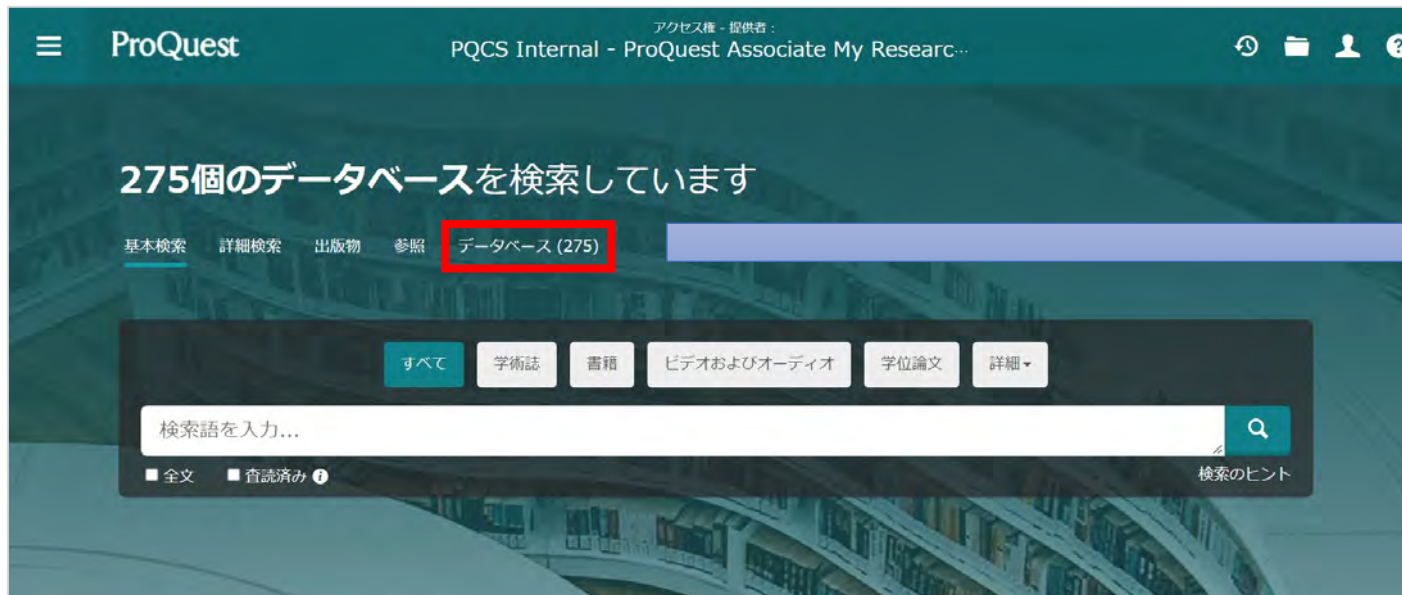 アクセス権 - 提供者 :
ProQuest
PQCS Internal - ProQuest Associate My Researc…
275個のデータベースを検索しています
基本検索 詳細検索 出版物 参照 データベース (275)
すべて 学術誌 書籍 ビデオおよびオーディオ 学位論文 詳細
検索語を入力...
全文 査読済み
検索のヒント